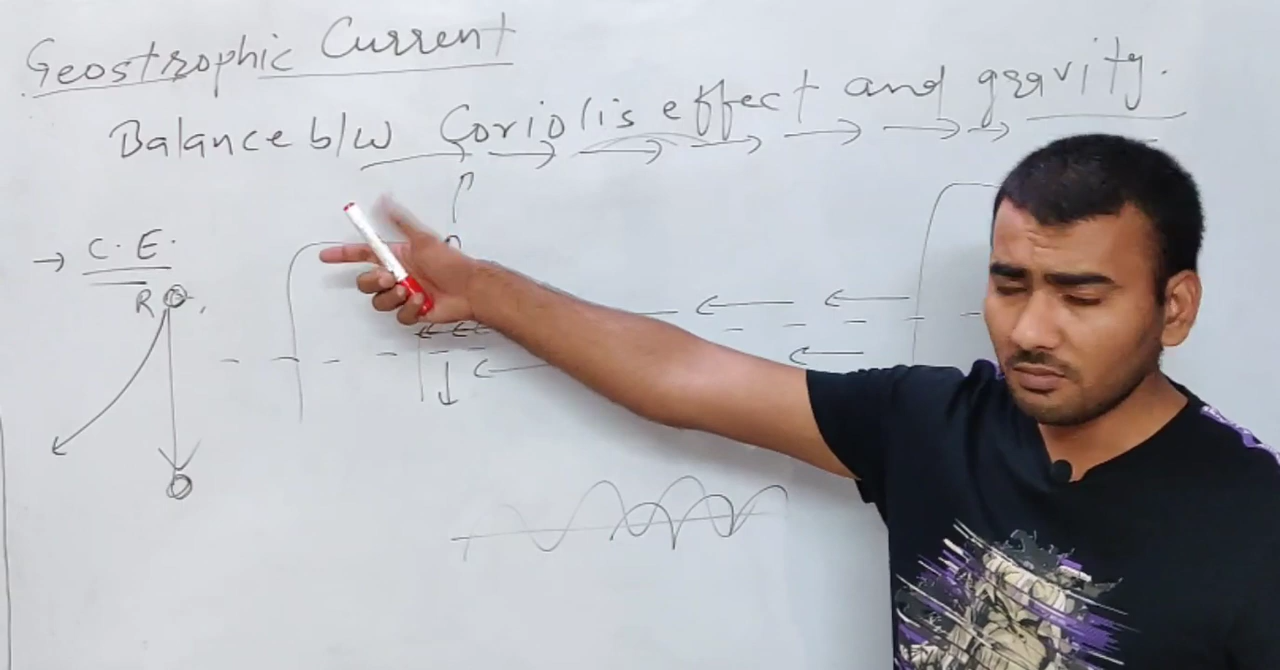 Geostrophic Current
Balance b/w Coriolis effect and gravity.
→ C. E.
R